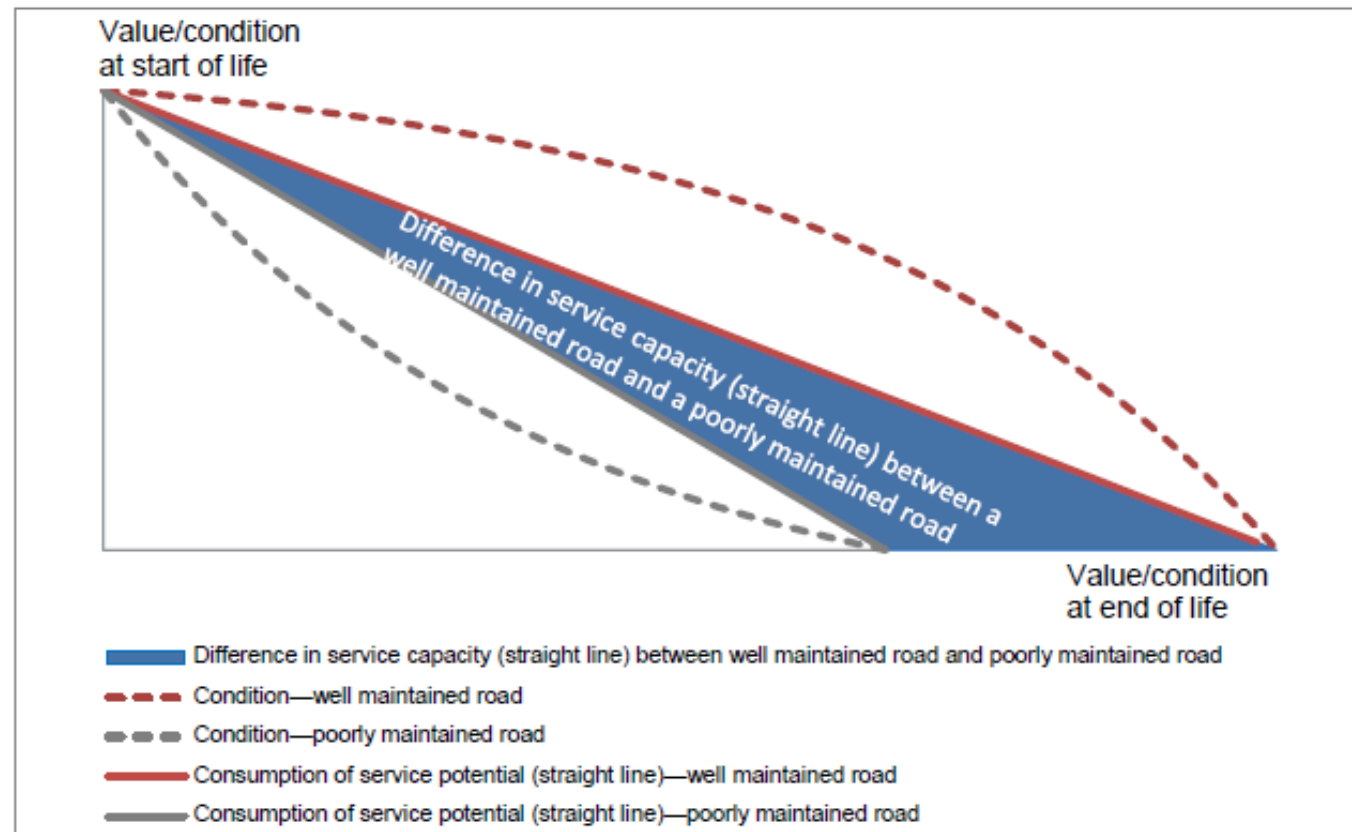 Value/condition
at start of life
Difference in service capacity (straight line) between a
well maintained road and a poorly maintained road
Value/condition
at end of life
Difference in service capacity (straight line) between well maintained road and poorly maintained road
Condition—well maintained road
Condition—poorly maintained road
Consumption of service potential (straight line)—well maintained road
Consumption of service potential (straight line)—poorly maintained road